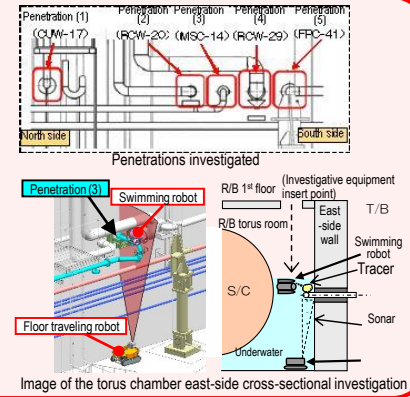 Penetration (1)
(CUW-17)
Penetration (2)
(RCW-20)
Penetration (3)
(MSC-14)
Penetration (4)
(RCW-29)
Penetration (5)
(FPC-41)
North side
South side
Penetrations investigated
Penetration (3)
Swimming robot
Floor traveling robot
(Investigative equipment
insert point)
R/B 1st floor
R/B torus room
East
-side
wall
T/B
Swimming
robot
Tracer
S/C
Sonar
Underwater
Image of the torus chamber east-side cross-sectional investigation